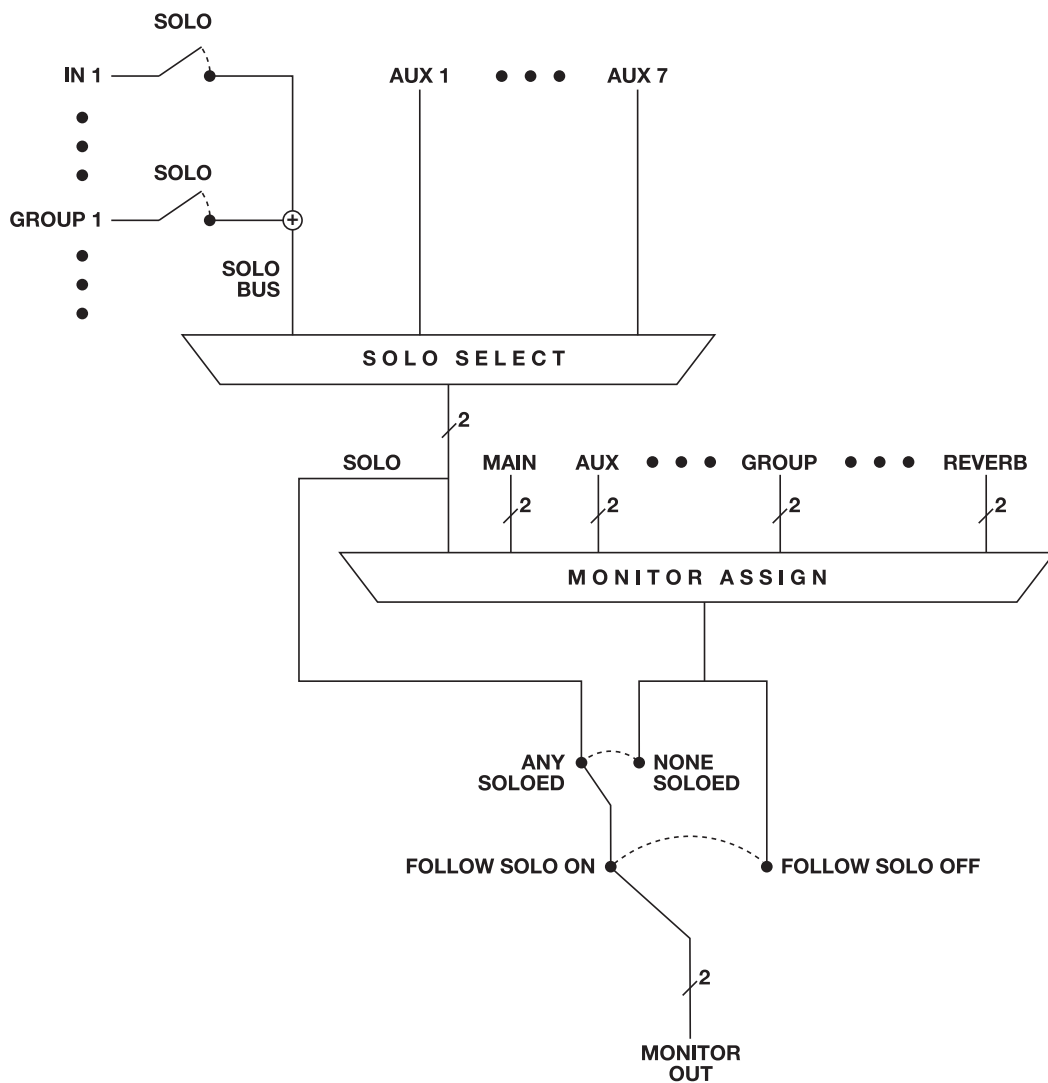 SOLO
IN 1
AUX 1
AUX 7
SOLO
GROUP 1
+
SOLO
BUS
SOLO SELECT
2
SOLO
MAIN
AUX
GROUP
REVERB
2
2
2
2
MONITOR ASSIGN
ANY
SOLOED
NONE
SOLOED
FOLLOW SOLO ON
FOLLOW SOLO OFF
2
MONITOR
OUT